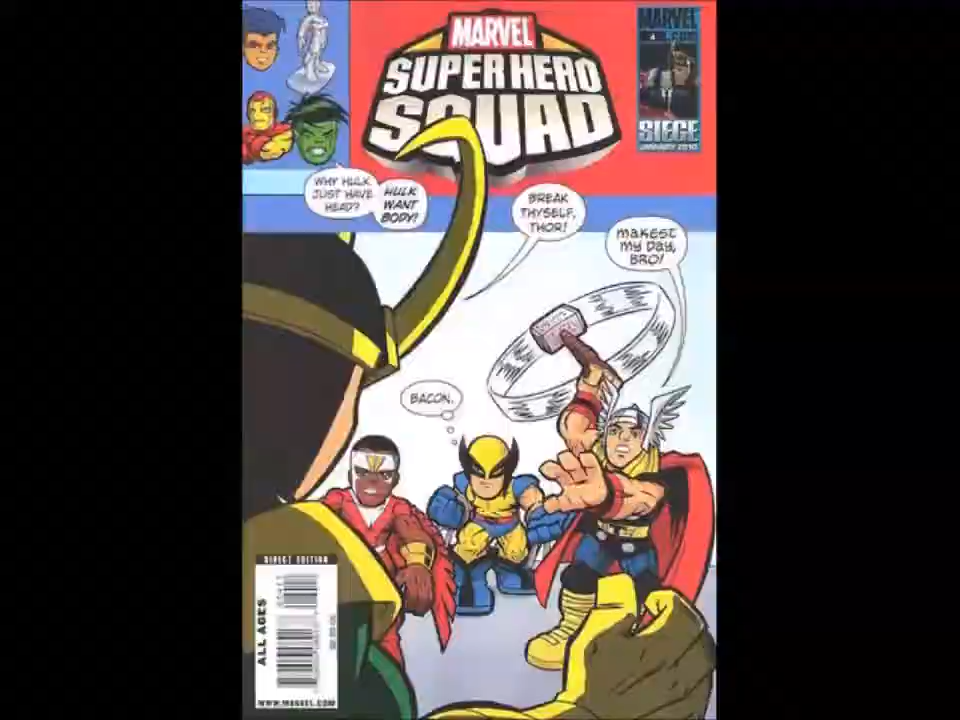 MARVEL
SUPER HERO
SQUAD
MARVEL
SIEGE
JANUARY 2010
WHY HULK
JUST HAVE
HEAD?
HULK
WANT
BODY!
BREAK
THYSELF,
THOR!
MAKEST
MY DAY,
BRO!
BACON.
DIRECT EDITION
ALL AGES
WWW.MARVEL.COM